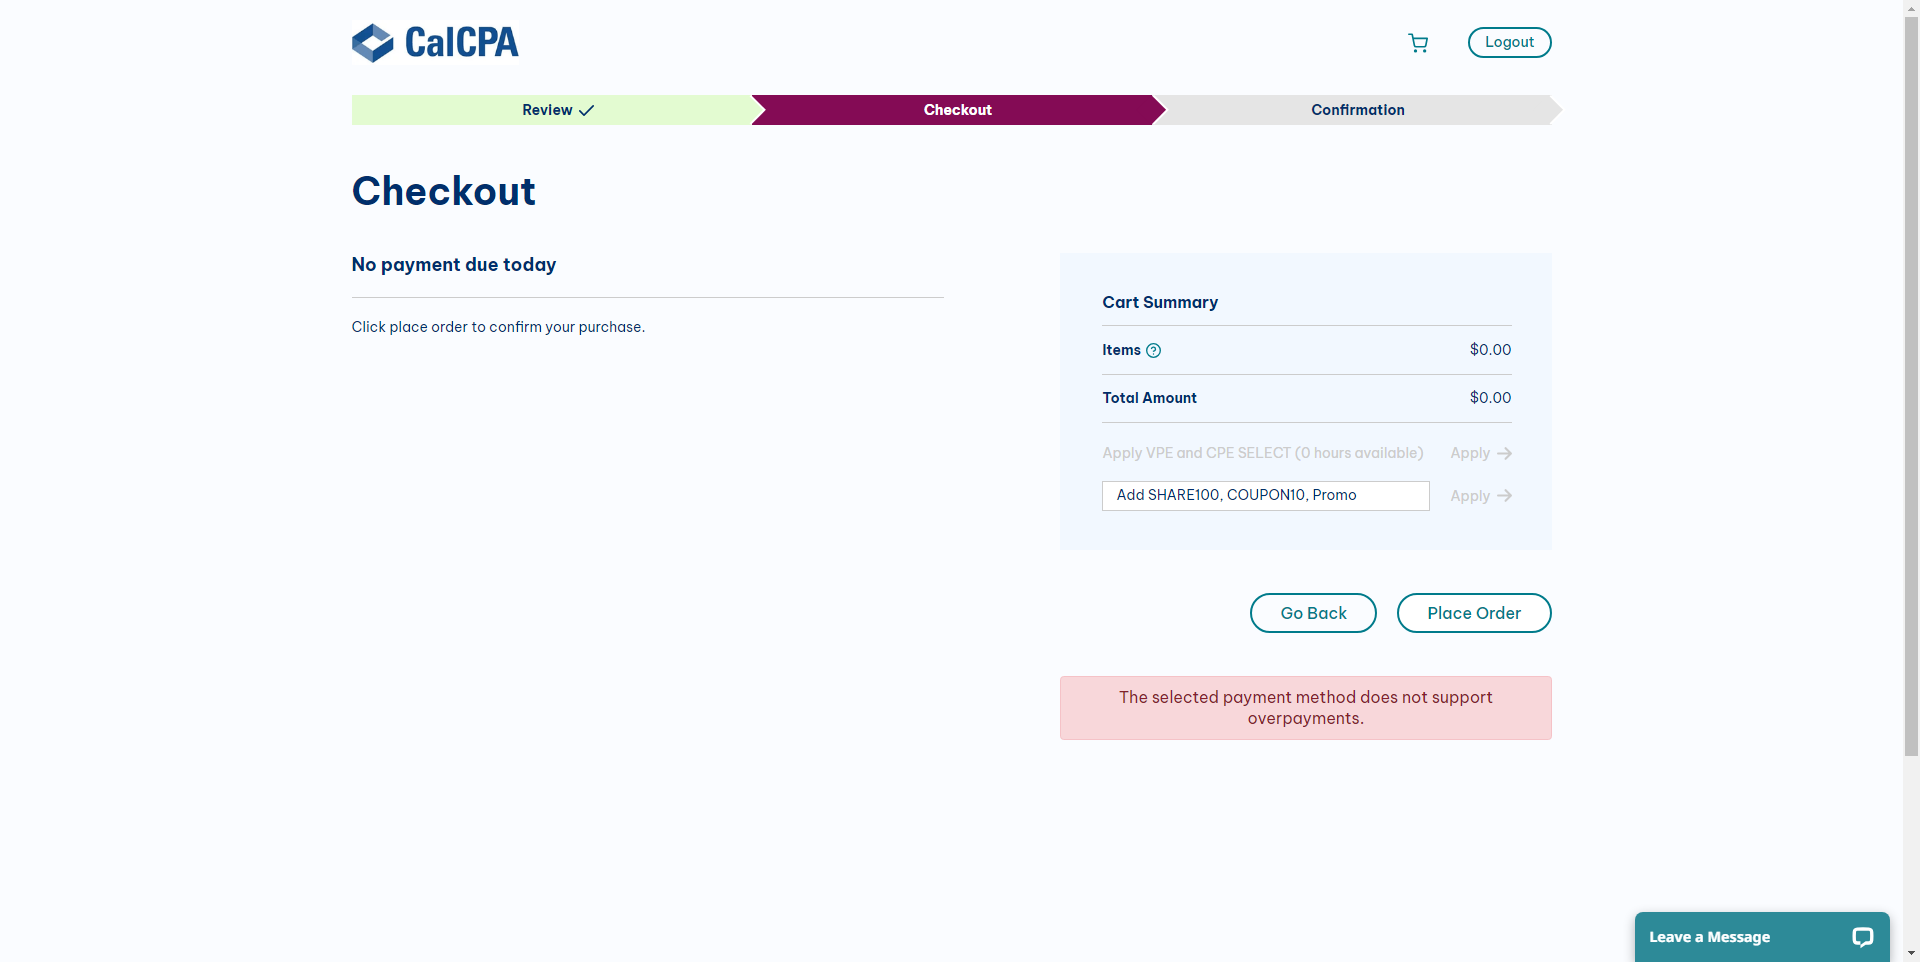 CalCPA
Logout
Review
Checkout
Confirmation
Checkout
No payment due today
Click place order to confirm your purchase.
Cart Summary
Items $0.00
Total Amount $0.00
Apply VPE and CPE SELECT (0 hours available) Apply
Add SHARE100, COUPON10, Promo Apply
Go Back
Place Order
The selected payment method does not support
overpayments.
Leave a Message